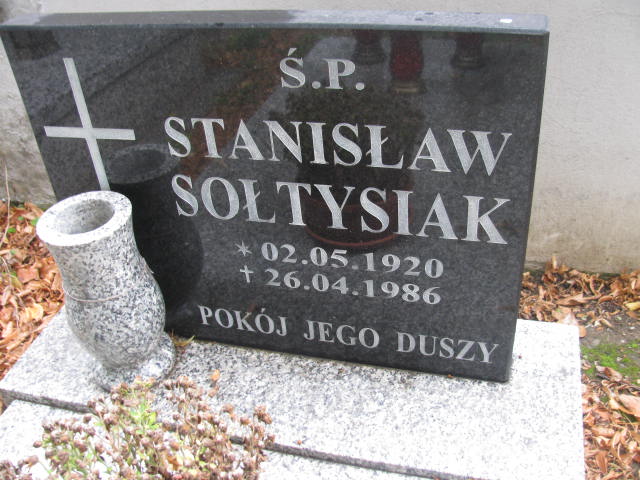 Ś.P.
STANISŁAW
SOŁTYSIAK
* 02.05.1920
† 26.04.1986
POKÓJ JEGO DUSZY